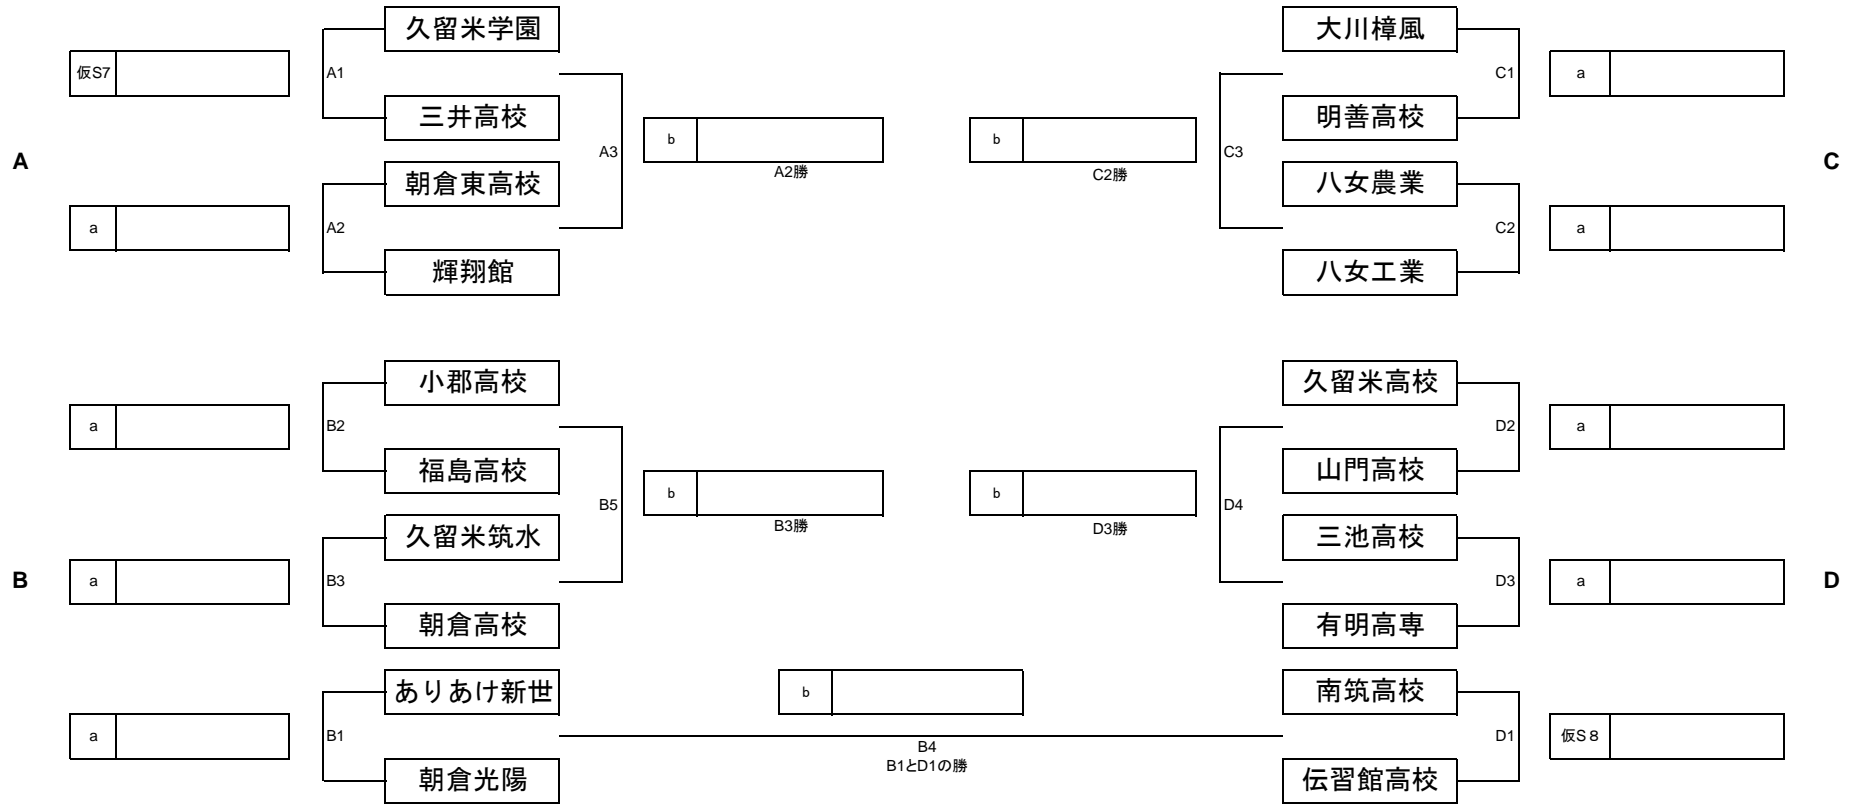 久留米学園
大川樟風
仮S7
A1
C1
a
三井高校
明善高校
b
b
A3
C3
A
A2勝
C2勝
C
朝倉東高校
八女農業
a
A2
C2
a
輝翔館
八女工業
小郡高校
久留米高校
a
B2
D2
a
福島高校
山門高校
b
b
B5
D4
B3勝
D3勝
久留米筑水
三池高校
B
a
B3
D3
a
D
朝倉高校
有明高専
ありあけ新世
b
南筑高校
a
B1
B4
D1
仮S８
B1とD1の勝
朝倉光陽
伝習館高校